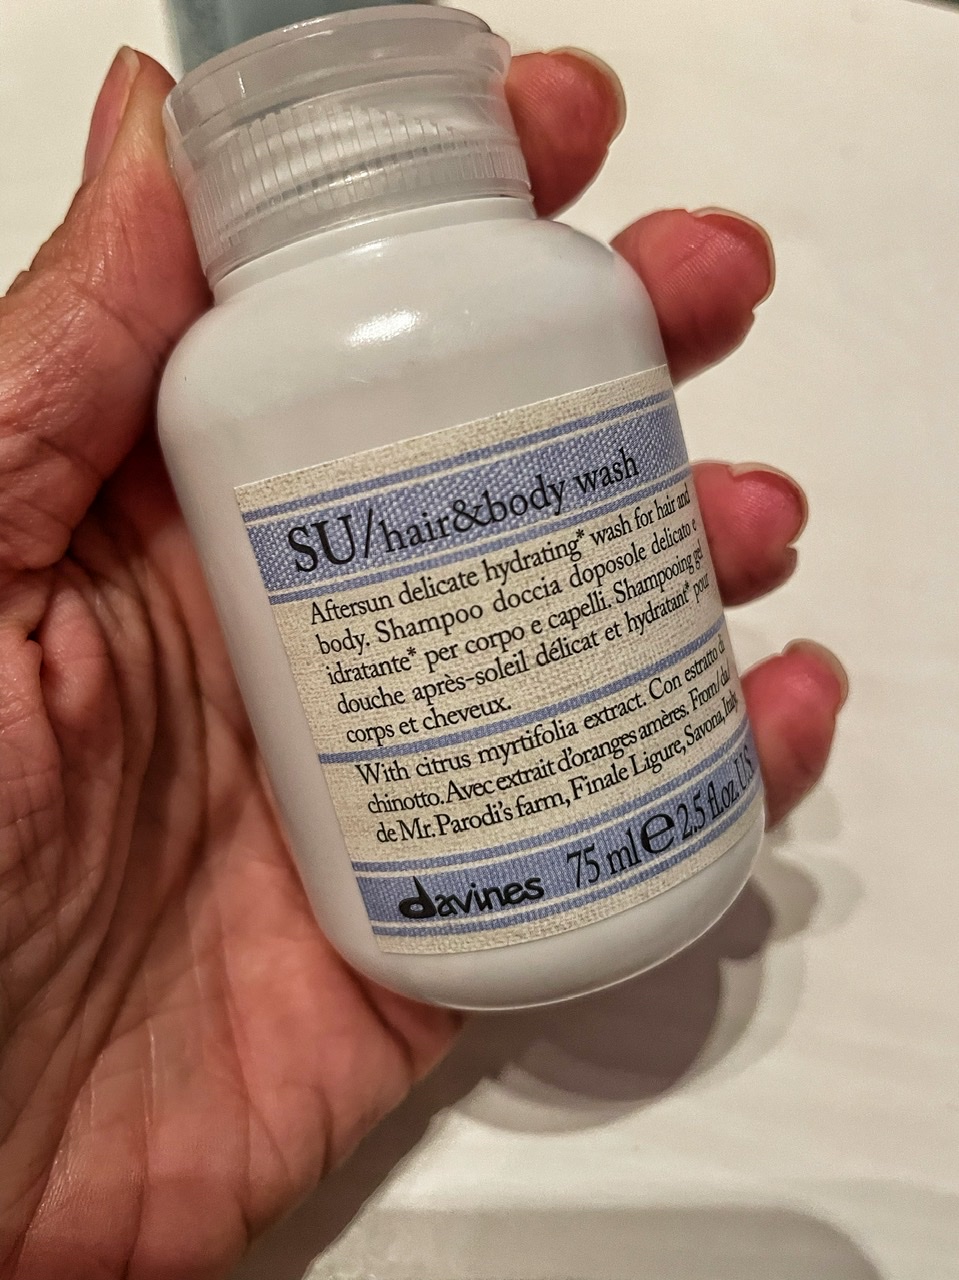 SU/hair&body wash
Aftersun delicate hydrating* wash for hair and
body. Shampoo doccia doposole delicato e
idratante* per corpo e capelli. Shampooing gel
douche après-soleil délicat et hydratant* pour
corps et cheveux.
With citrus myrtifolia extract. Con estratto di
chinotto. Avec extrait d'oranges amères. From/da/
de Mr. Parodi's farm, Finale Ligure, Savona, Italy.
davines 75 ml e 2.5 fl.oz. U.S.